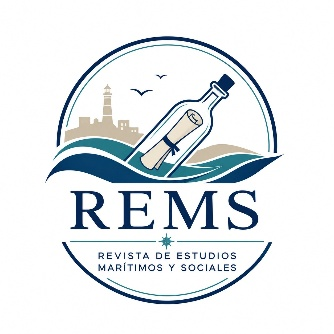 REMS
REVISTA DE ESTUDIOS
MARÍTIMOS Y SOCIALES